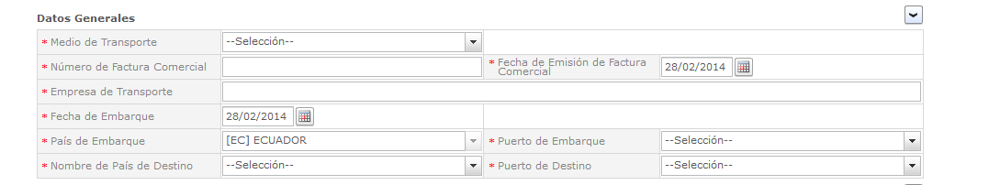 Datos Generales
* Medio de Transporte --Selección--
* Número de Factura Comercial * Fecha de Emisión de Factura Comercial 28/02/2014
* Empresa de Transporte
* Fecha de Embarque 28/02/2014
* País de Embarque [EC] ECUADOR * Puerto de Embarque --Selección--
* Nombre de País de Destino --Selección-- * Puerto de Destino --Selección--